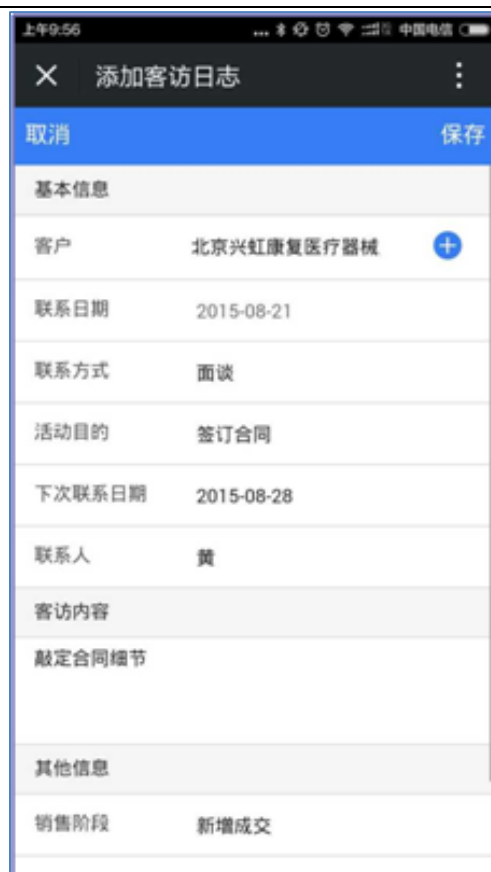 上午9:56 ... 中国电信
添加客访日志
取消 保存
基本信息
客户 北京兴虹康复医疗器械
联系日期 2015-08-21
联系方式 面谈
活动目的 签订合同
下次联系日期 2015-08-28
联系人 黄
客访内容
敲定合同细节
其他信息
销售阶段 新增成交